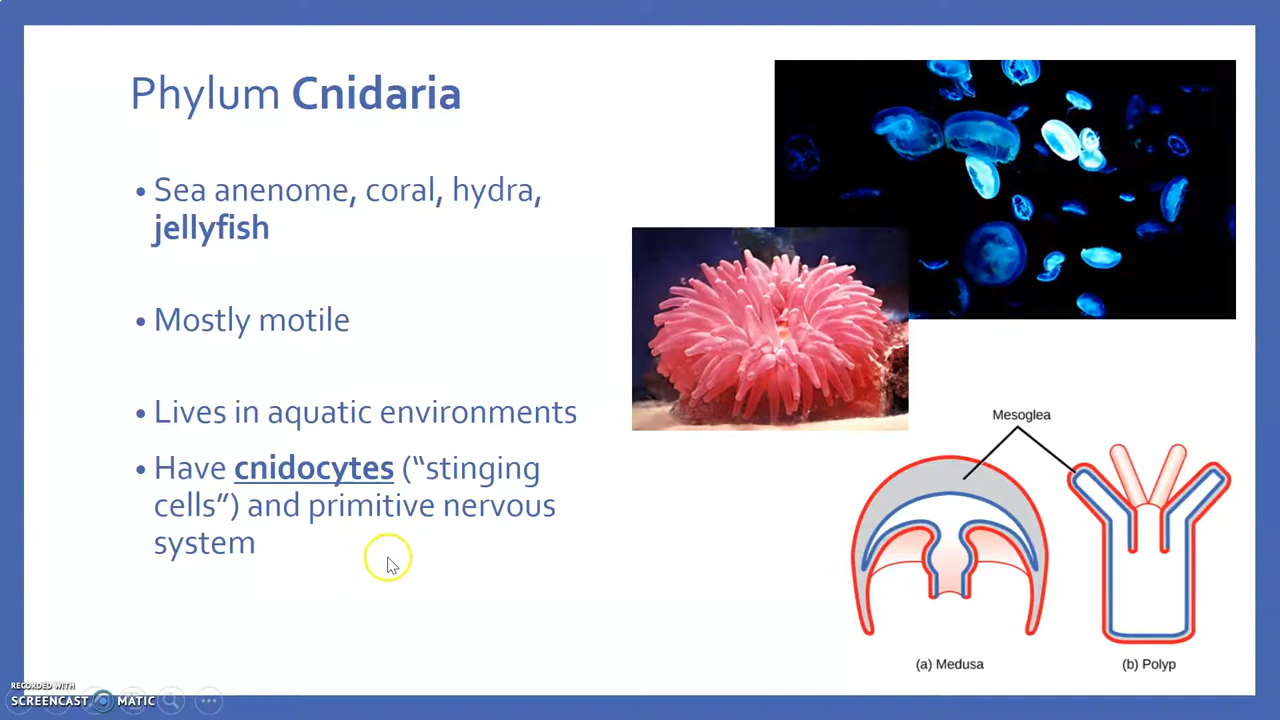 Phylum Cnidaria
• Sea anenome, coral, hydra,
jellyfish
• Mostly motile
• Lives in aquatic environments
• Have cnidocytes (“stinging
cells”) and primitive nervous
system
Mesoglea
(a) Medusa
(b) Polyp
RECORDED WITH
SCREENCAST MATIC